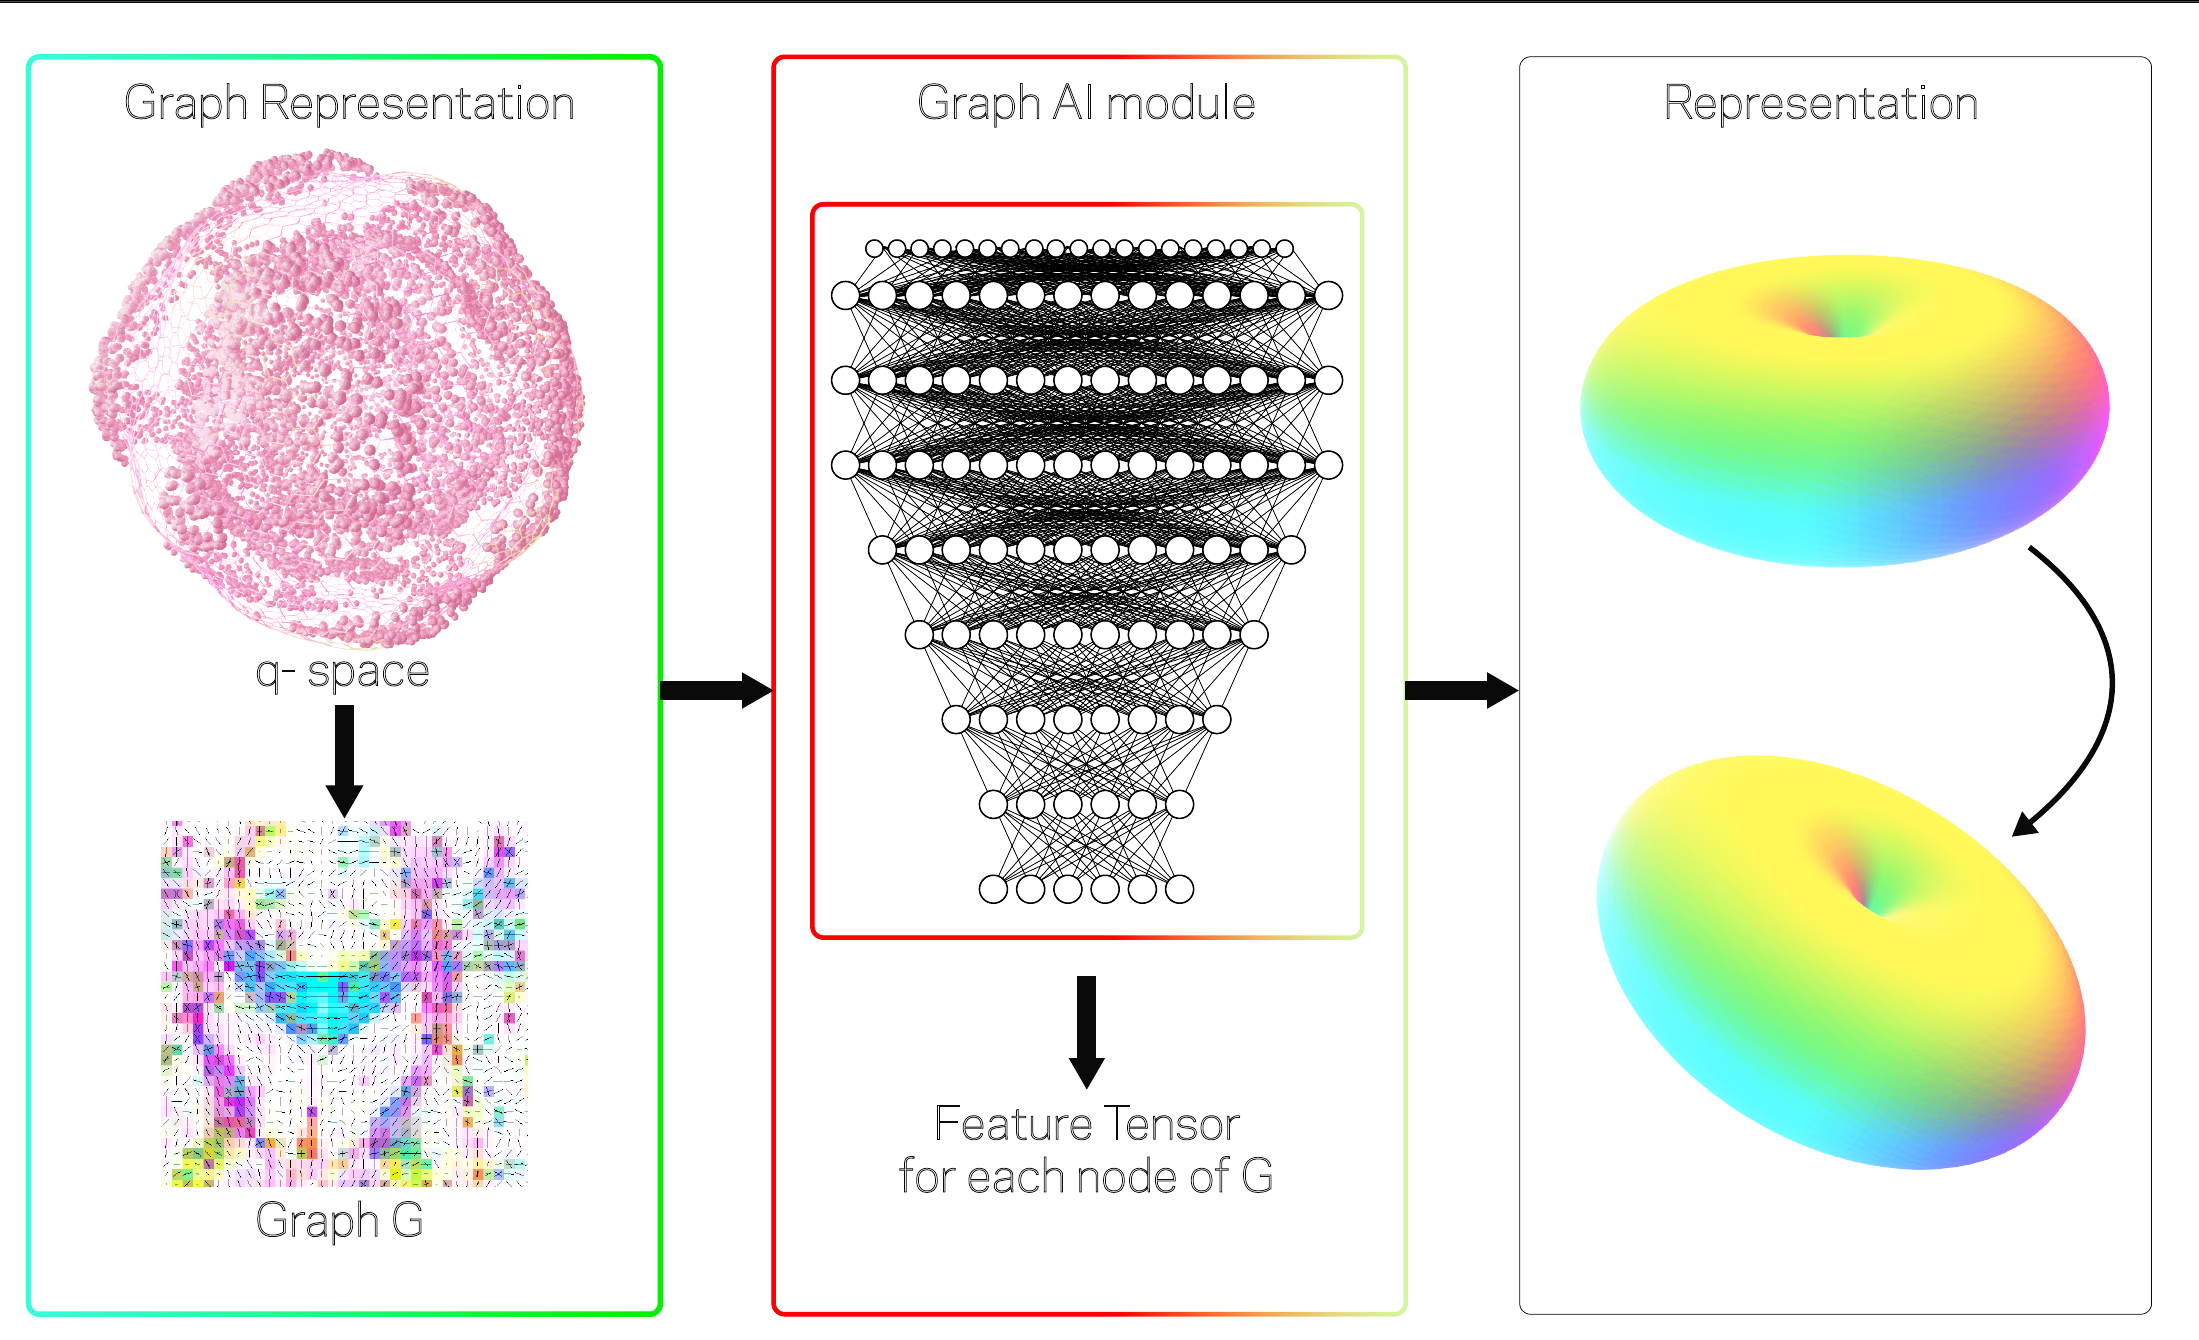 Graph Representation
q- space
Graph G
Graph AI module
Feature Tensor
for each node of G
Representation